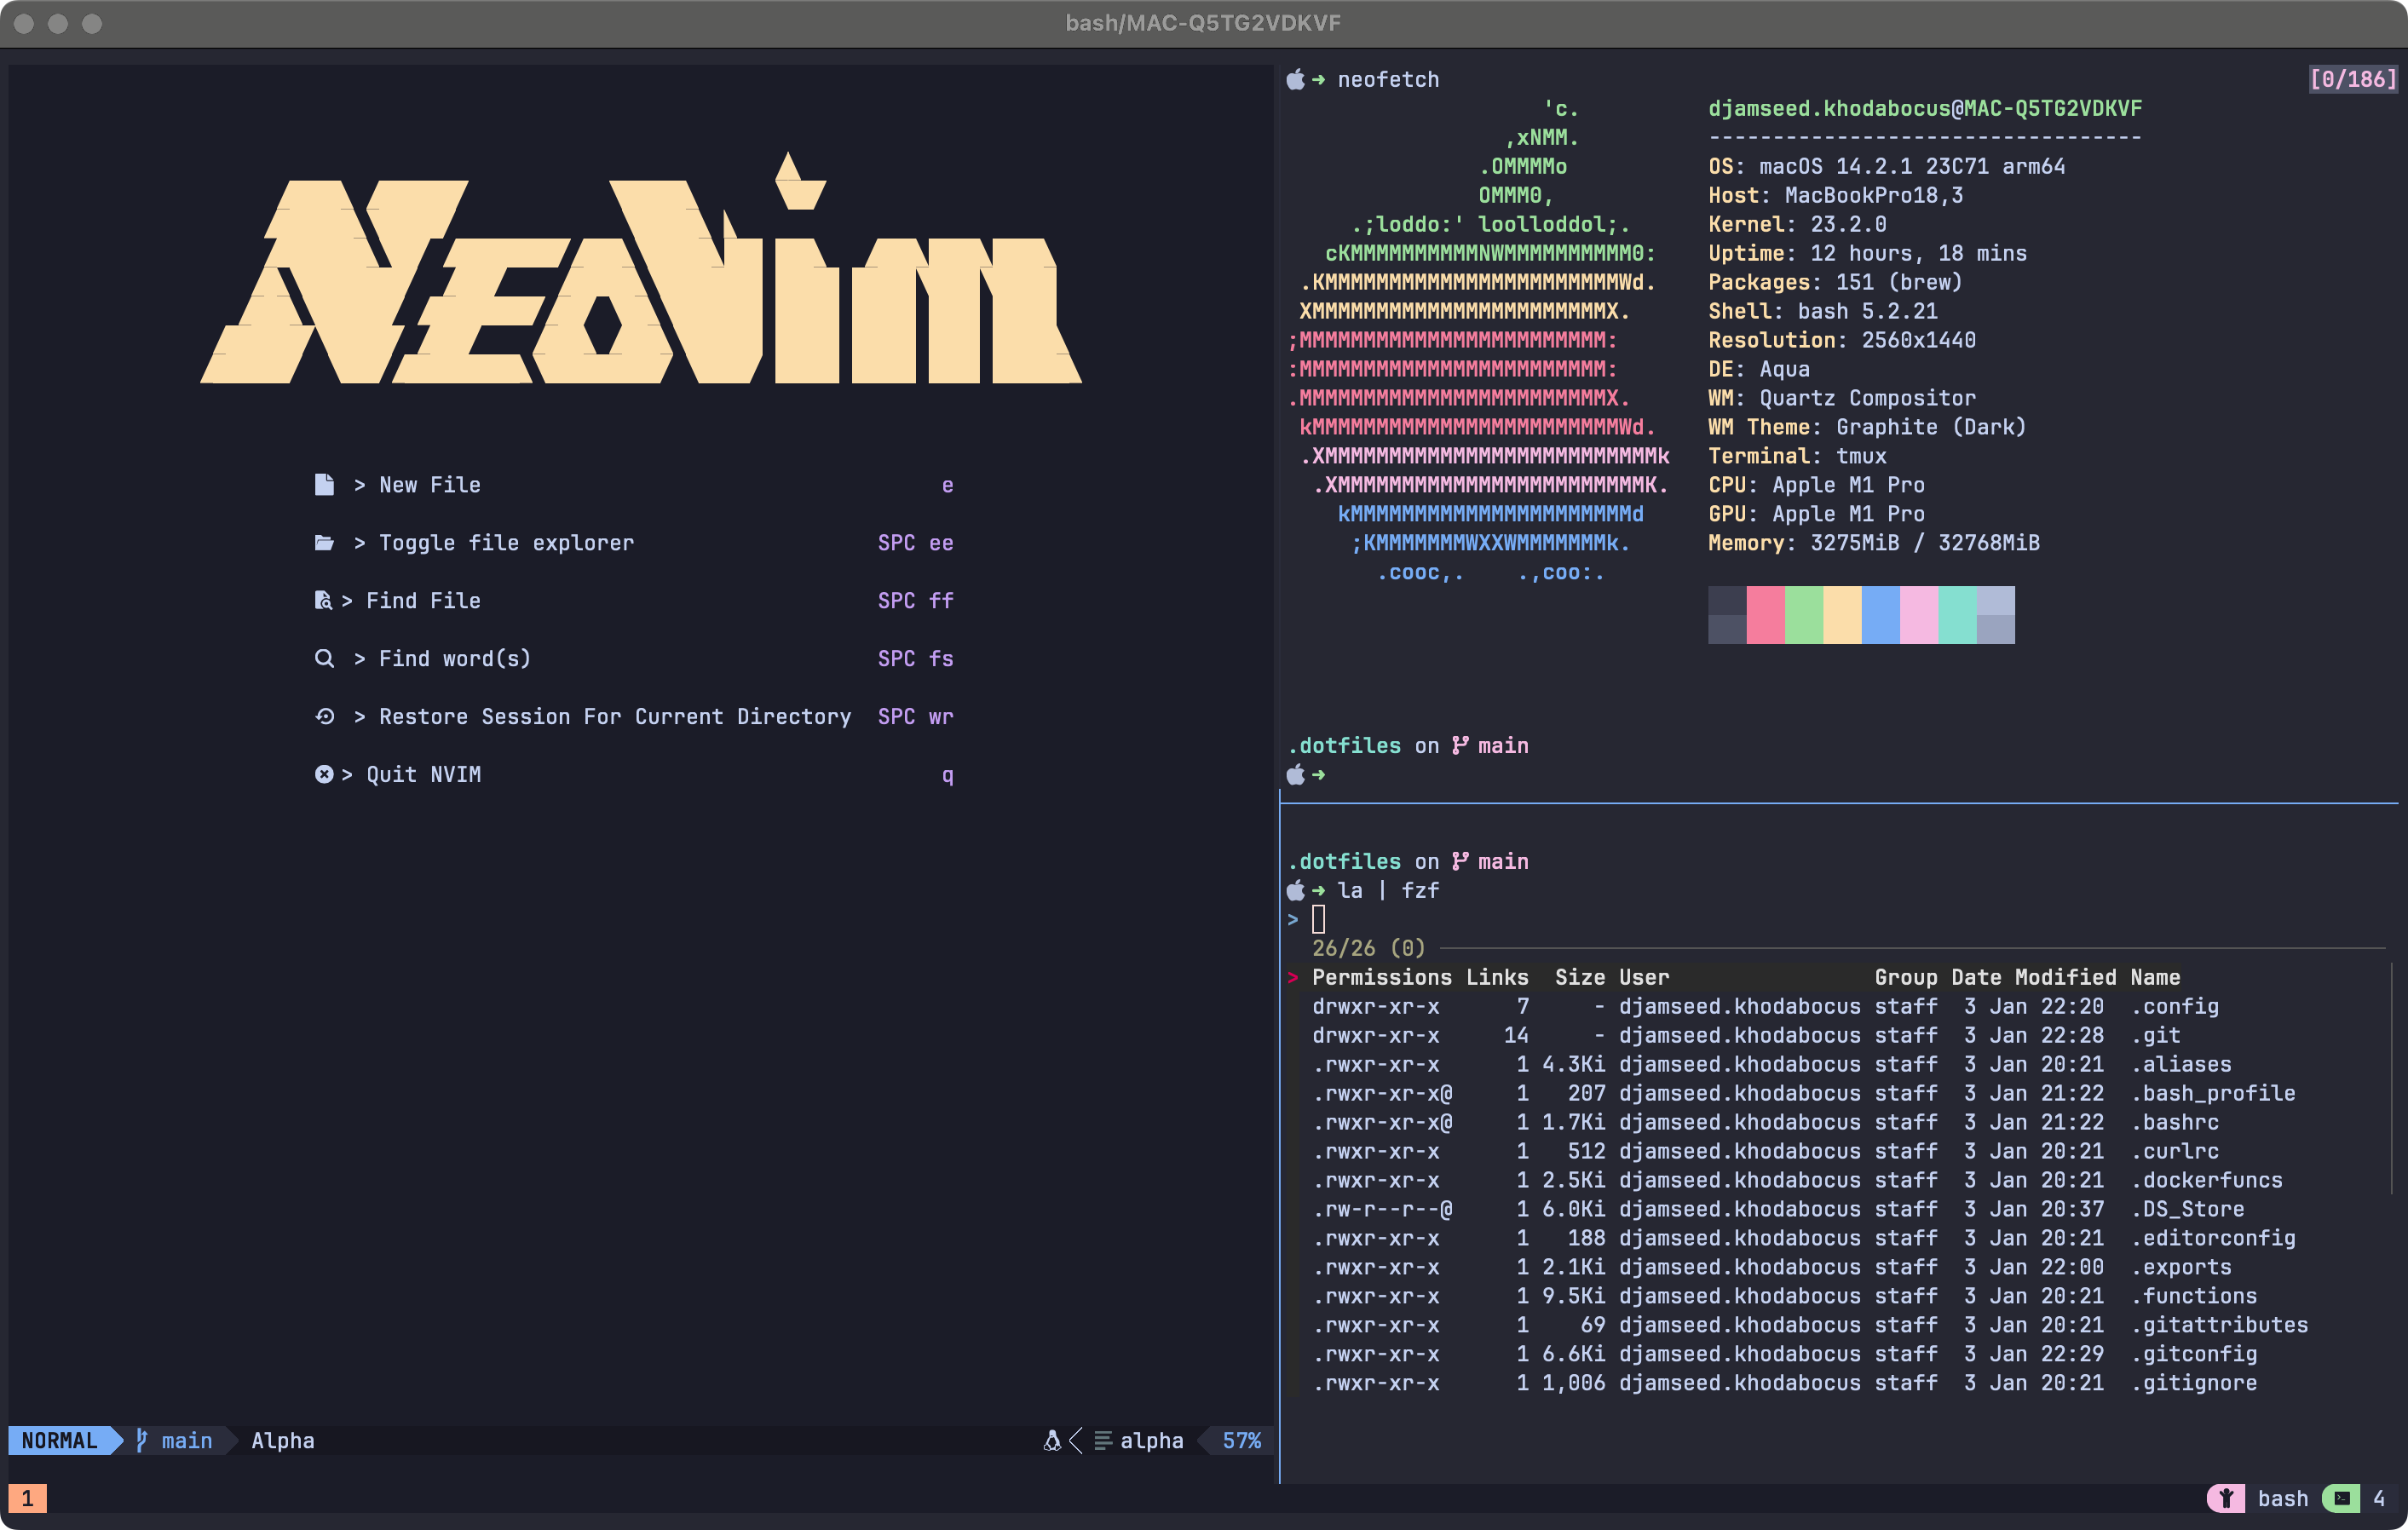 bash/MAC-Q5TG2VDKVF
NEOVIM
> New File e
> Toggle file explorer SPC ee
> Find File SPC ff
> Find word(s) SPC fs
> Restore Session For Current Directory SPC wr
> Quit NVIM q
NORMAL main Alpha alpha 57%
➜ neofetch [0/186]
'c. djamseed.khodabocus@MAC-Q5TG2VDKVF
,xNMM. ----------------------------------
.OMMMMo OS: macOS 14.2.1 23C71 arm64
OMMM0, Host: MacBookPro18,3
.;loddo:' loolloddol;. Kernel: 23.2.0
cKMMMMMMMMMMNWMMMMMMMMMM0: Uptime: 12 hours, 18 mins
.KMMMMMMMMMMMMMMMMMMMMMMMWd. Packages: 151 (brew)
XMMMMMMMMMMMMMMMMMMMMMMMX. Shell: bash 5.2.21
;MMMMMMMMMMMMMMMMMMMMMMMM: Resolution: 2560x1440
:MMMMMMMMMMMMMMMMMMMMMMMM: DE: Aqua
.MMMMMMMMMMMMMMMMMMMMMMMMX. WM: Quartz Compositor
kMMMMMMMMMMMMMMMMMMMMMMMMWd. WM Theme: Graphite (Dark)
.XMMMMMMMMMMMMMMMMMMMMMMMMMMk Terminal: tmux
.XMMMMMMMMMMMMMMMMMMMMMMMMK. CPU: Apple M1 Pro
kMMMMMMMMMMMMMMMMMMMMMMd GPU: Apple M1 Pro
;KMMMMMMMWXXWMMMMMMMk. Memory: 3275MiB / 32768MiB
.cooc,. .,coo:.
.dotfiles on main
➜
.dotfiles on main
➜ la | fzf
>
26/26 (0)
> Permissions Links Size User Group Date Modified Name
drwxr-xr-x 7 - djamseed.khodabocus staff 3 Jan 22:20 .config
drwxr-xr-x 14 - djamseed.khodabocus staff 3 Jan 22:28 .git
.rwxr-xr-x 1 4.3Ki djamseed.khodabocus staff 3 Jan 20:21 .aliases
.rwxr-xr-x@ 1 207 djamseed.khodabocus staff 3 Jan 21:22 .bash_profile
.rwxr-xr-x@ 1 1.7Ki djamseed.khodabocus staff 3 Jan 21:22 .bashrc
.rwxr-xr-x 1 512 djamseed.khodabocus staff 3 Jan 20:21 .curlrc
.rwxr-xr-x 1 2.5Ki djamseed.khodabocus staff 3 Jan 20:21 .dockerfuncs
.rw-r--r--@ 1 6.0Ki djamseed.khodabocus staff 3 Jan 20:37 .DS_Store
.rwxr-xr-x 1 188 djamseed.khodabocus staff 3 Jan 20:21 .editorconfig
.rwxr-xr-x 1 2.1Ki djamseed.khodabocus staff 3 Jan 22:00 .exports
.rwxr-xr-x 1 9.5Ki djamseed.khodabocus staff 3 Jan 20:21 .functions
.rwxr-xr-x 1 69 djamseed.khodabocus staff 3 Jan 20:21 .gitattributes
.rwxr-xr-x 1 6.6Ki djamseed.khodabocus staff 3 Jan 22:29 .gitconfig
.rwxr-xr-x 1 1,006 djamseed.khodabocus staff 3 Jan 20:21 .gitignore
1 bash 4